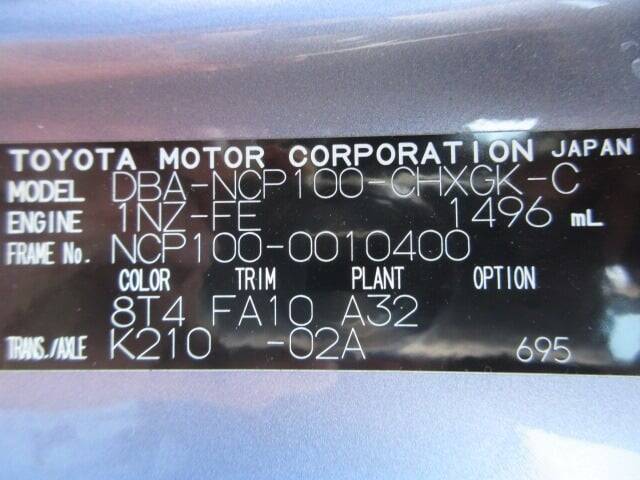 TOYOTA MOTOR CORPORATION JAPAN
MODEL DBA-NCP100-CHXGK-C
ENGINE 1NZ-FE 1496 mL
FRAME No. NCP100-0010400
COLOR TRIM PLANT OPTION
8T4 FA10 A32
TRANS./AXLE K210 -02A 695